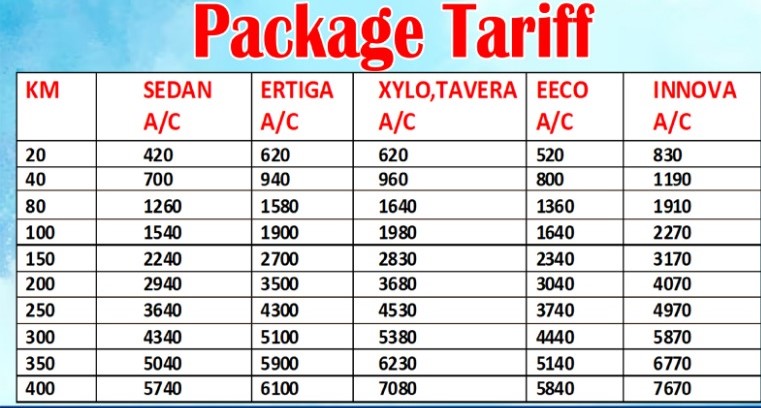 Package Tariff
KM SEDAN A/C ERTIGA A/C XYLO,TAVERA A/C EECO A/C INNOVA A/C
20 420 620 620 520 830
40 700 940 960 800 1190
80 1260 1580 1640 1360 1910
100 1540 1900 1980 1640 2270
150 2240 2700 2830 2340 3170
200 2940 3500 3680 3040 4070
250 3640 4300 4530 3740 4970
300 4340 5100 5380 4440 5870
350 5040 5900 6230 5140 6770
400 5740 6100 7080 5840 7670